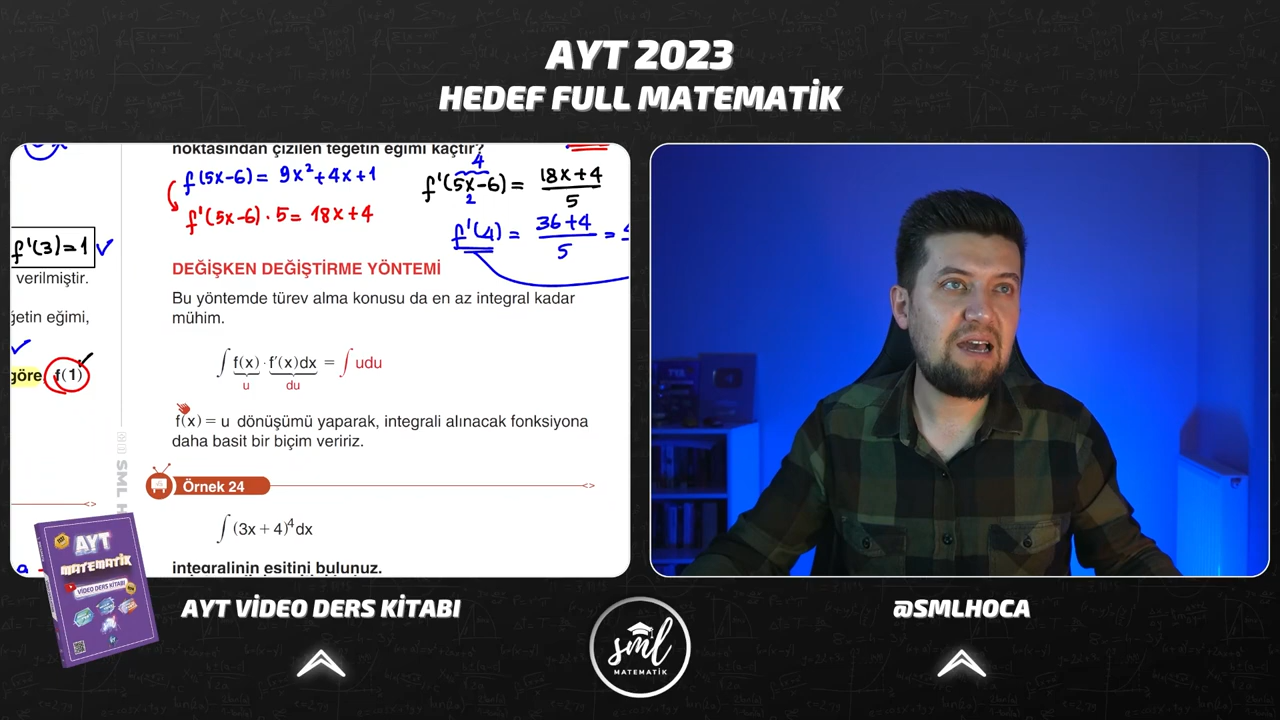 AYT 2023
HEDEF FULL MATEMATİK
noktasından çizilen teğetin eğimi kaçtır?
f(5x-6) = 9x²+4x+1
f'(5x-6) · 5 = 18x+4
4
f'(5x-6) = 18x+4 / 5
2
f'(4) = 36+4 / 5 =
f'(3)=1
verilmiştir.
göre, f(1)
DEĞİŞKEN DEĞİŞTİRME YÖNTEMİ
Bu yöntemde türev alma konusu da en az integral kadar
mühim.
∫ f(x) · f'(x)dx = ∫ udu
u du
f(x) = u dönüşümü yaparak, integrali alınacak fonksiyona
daha basit bir biçim veririz.
Örnek 24
∫ (3x + 4)⁴dx
integralinin eşitini bulunuz.
SML
AYT
MATEMATİK
VİDEO DERS KİTABI
AYT VİDEO DERS KİTABI
sml
MATEMATİK
@SMLHOCA